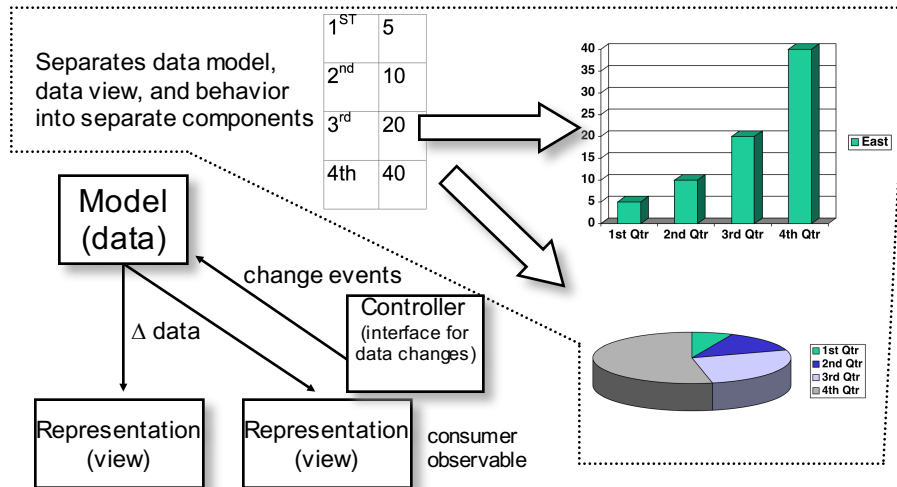 Separates data model,
data view, and behavior
into separate components
1ST 5
2nd 10
3rd 20
4th 40
40
35
30
25
20
15
10
5
0
1st Qtr 2nd Qtr 3rd Qtr 4th Qtr
East
Model
(data)
change events
Controller
(interface for
data changes)
Δ data
Representation
(view)
Representation
(view)
consumer
observable
1st Qtr
2nd Qtr
3rd Qtr
4th Qtr